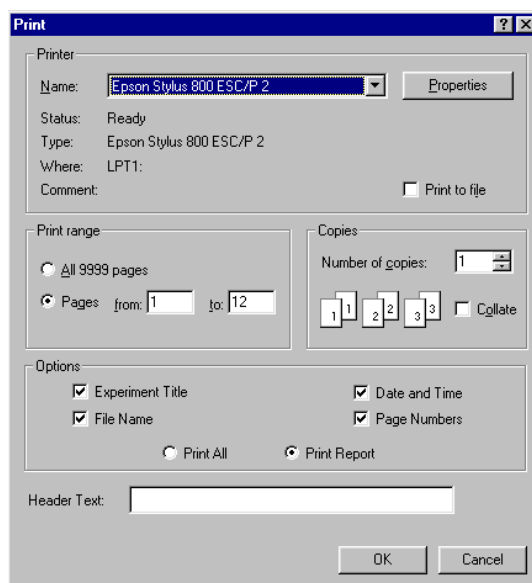 Print
Printer
Name: Epson Stylus 800 ESC/P 2 Properties
Status: Ready
Type: Epson Stylus 800 ESC/P 2
Where: LPT1:
Comment: Print to file
Print range
All 9999 pages
Pages from: 1 to: 12
Copies
Number of copies: 1
1 1 2 2 3 3 Collate
Options
Experiment Title Date and Time
File Name Page Numbers
Print All Print Report
Header Text:
OK Cancel